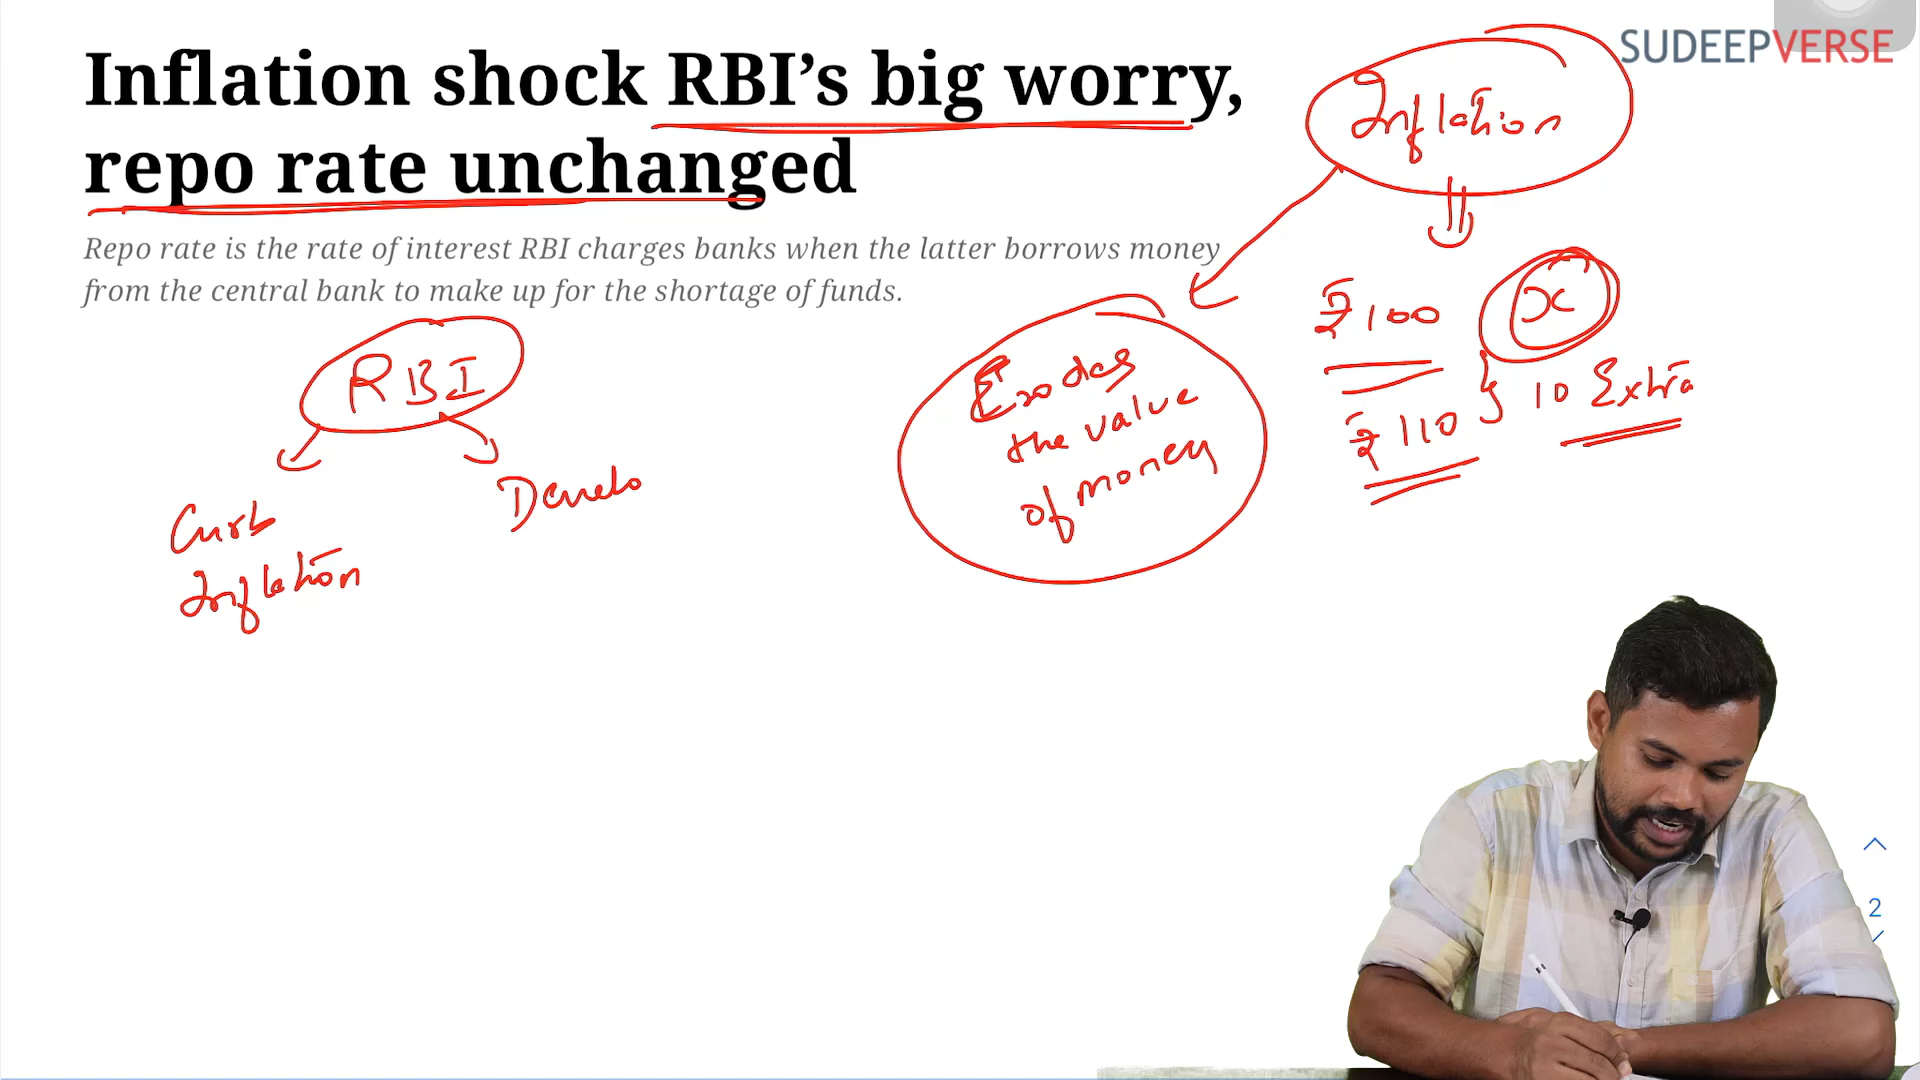 SUDEEPVERSE
Inflation shock RBI’s big worry,
repo rate unchanged
Repo rate is the rate of interest RBI charges banks when the latter borrows money
from the central bank to make up for the shortage of funds.
Inflation
₹100
x
₹110
10 Extra
the value
of money
RBI
Curb
Inflation
2